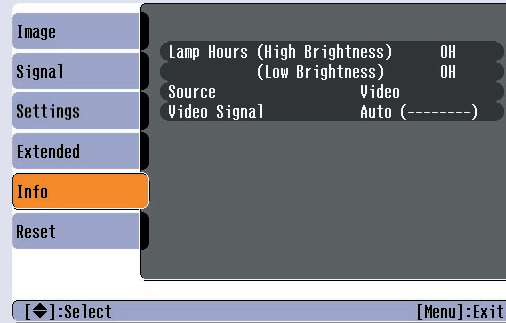 Image
Signal
Settings
Extended
Info
Reset
Lamp Hours (High Brightness) 0H
(Low Brightness) 0H
Source Video
Video Signal Auto (--------)
[◆]:Select [Menu]:Exit